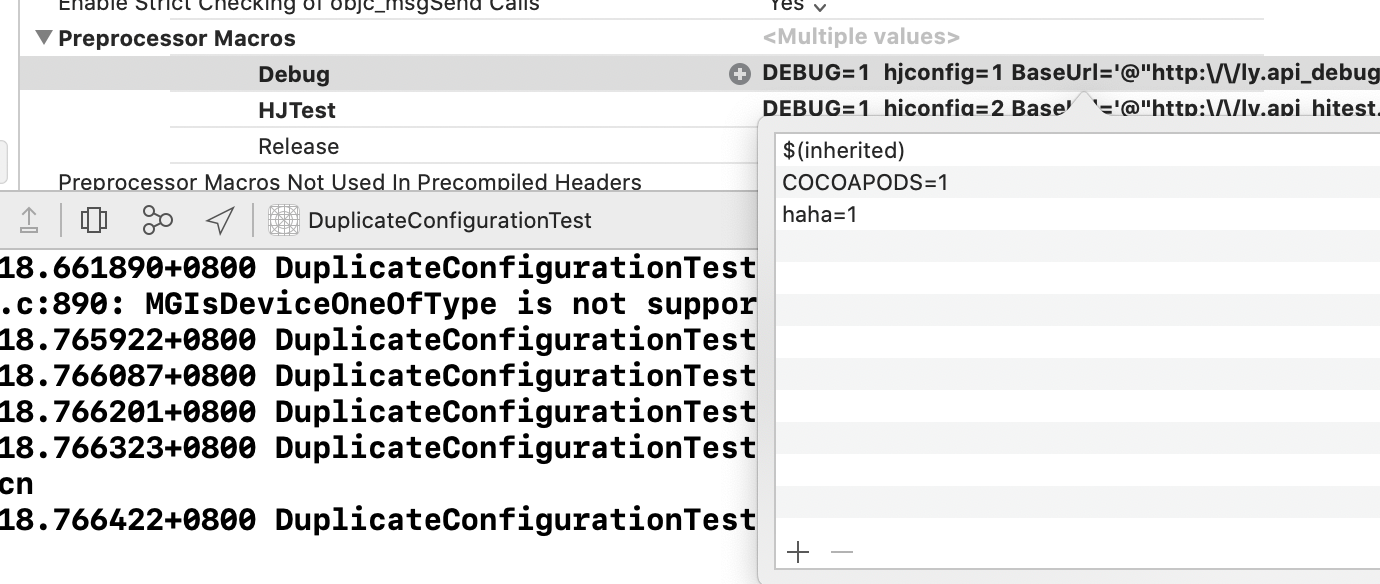 Enable Strict Checking of objc_msgSend Calls Yes
Preprocessor Macros <Multiple values>
Debug DEBUG=1 hjconfig=1 BaseUrl='@"http:\/\/ly.api_debug
HJTest DEBUG=1 hjconfig=2 BaseUrl='@"http:\/\/ly.api_hjtest.
Release
Preprocessor Macros Not Used In Precompiled Headers
$(inherited)
COCOAPODS=1
haha=1
DuplicateConfigurationTest
18.661890+0800 DuplicateConfigurationTest
.c:890: MGIsDeviceOneOfType is not suppor
18.765922+0800 DuplicateConfigurationTest
18.766087+0800 DuplicateConfigurationTest
18.766201+0800 DuplicateConfigurationTest
18.766323+0800 DuplicateConfigurationTest
cn
18.766422+0800 DuplicateConfigurationTest